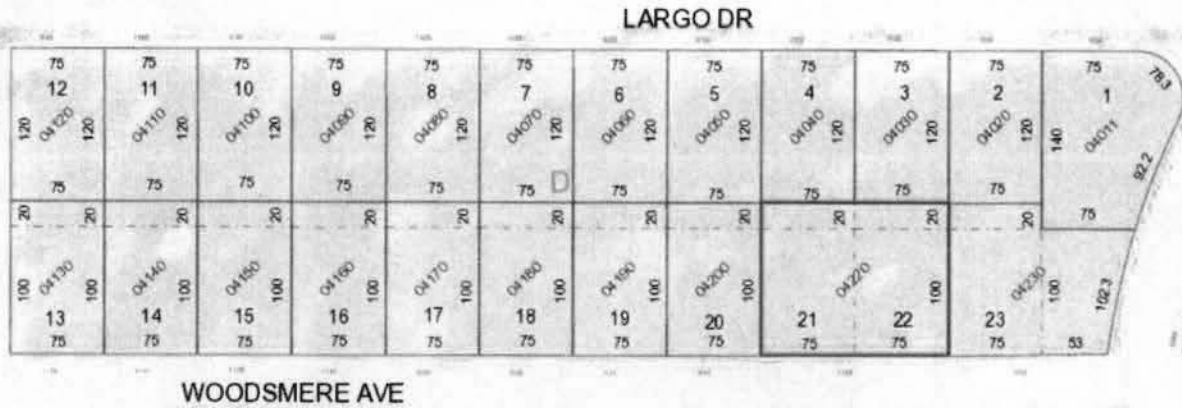 LARGO DR
75 75 75 75 75 75 75 75 75 75 75 75 78.3
12 11 10 9 8 7 6 5 4 3 2 1
120 04120 120 04110 120 04100 120 04090 120 04080 120 04070 120 04060 120 04050 120 04040 120 04030 120 04020 120 140 04011 92.2
75 75 75 75 75 75 D 75 75 75 75 75 75
20 20 20 20 20 20 20 20 20 20 20 20
100 04130 100 04140 100 04150 100 04160 100 04170 100 04180 100 04190 100 04200 100 04220 100 04230 100 102.3
13 14 15 16 17 18 19 20 21 22 23
75 75 75 75 75 75 75 75 75 75 75 53
WOODSMERE AVE